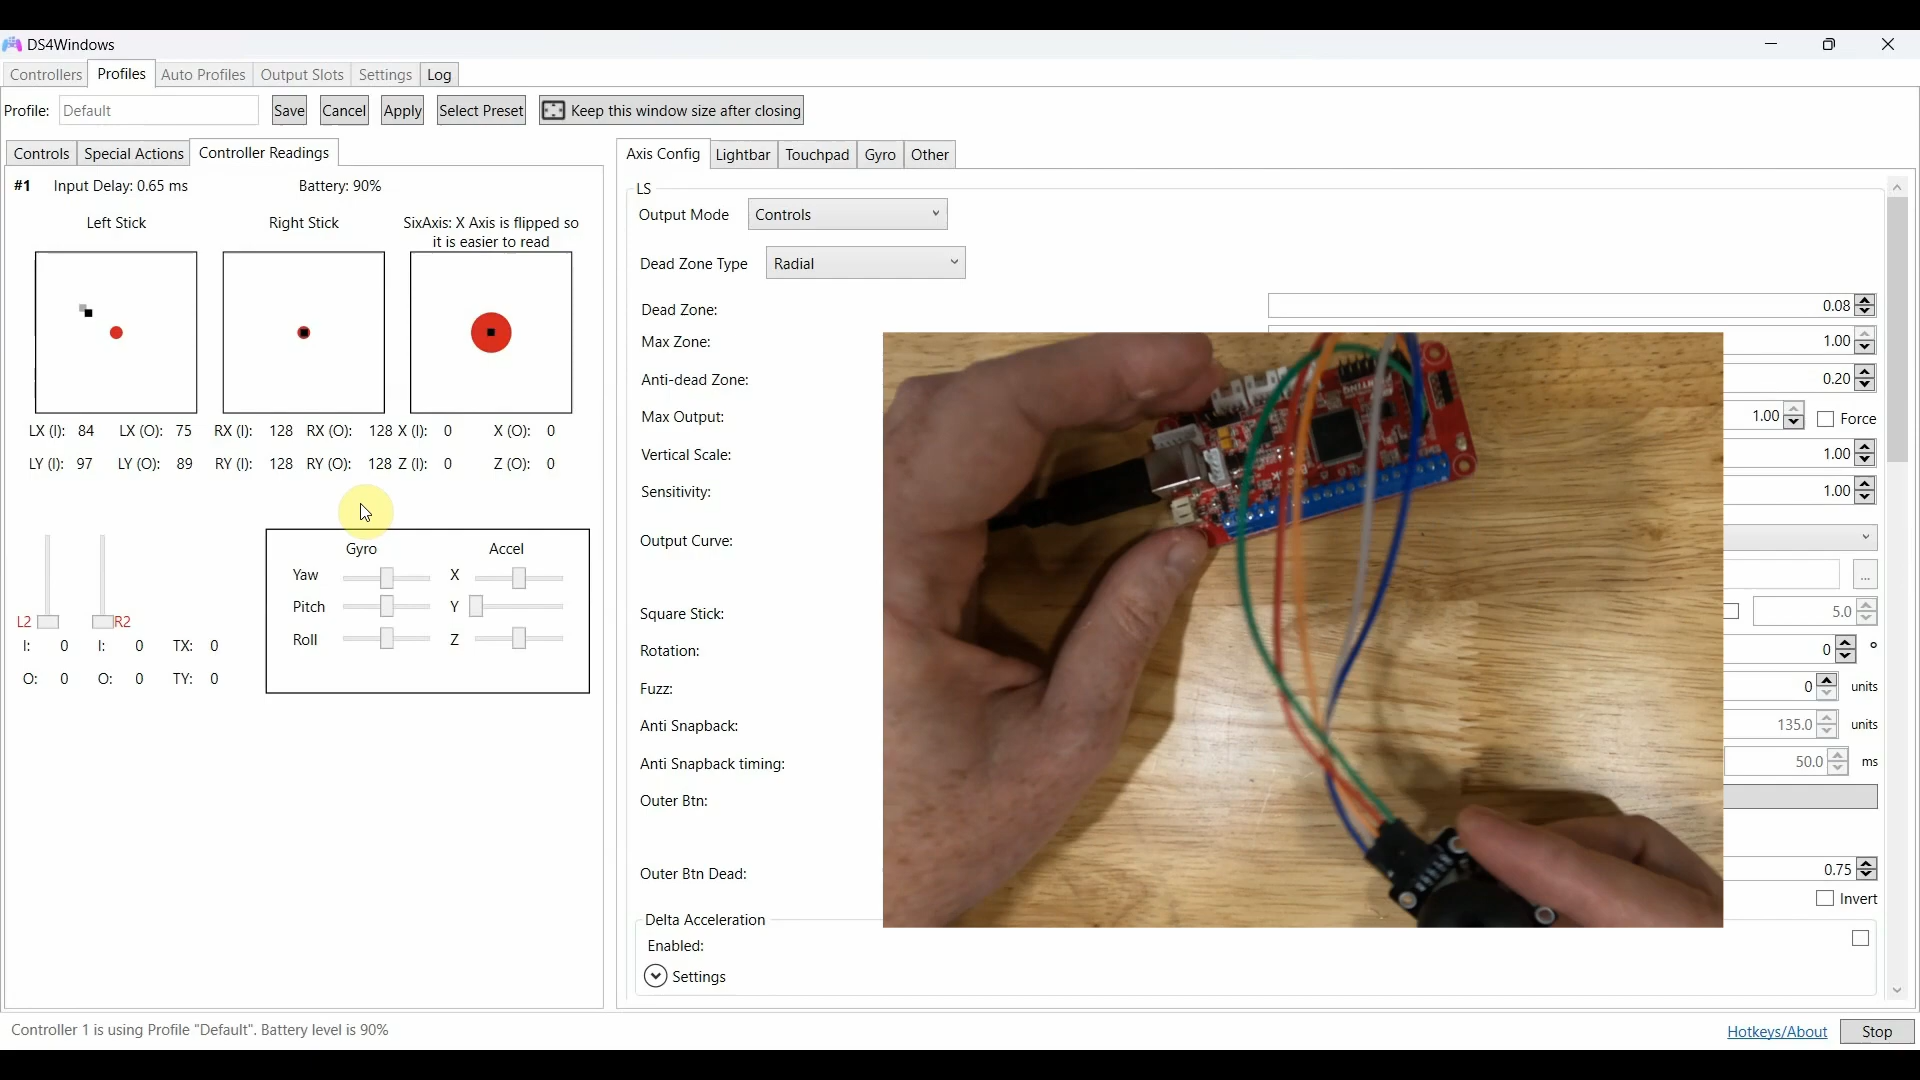 DS4Windows
Controllers Profiles Auto Profiles Output Slots Settings Log
Profile: Default Save Cancel Apply Select Preset Keep this window size after closing
Controls Special Actions Controller Readings
Axis Config Lightbar Touchpad Gyro Other
#1 Input Delay: 0.65 ms Battery: 90%
Left Stick Right Stick SixAxis: X Axis is flipped so
it is easier to read
LX (I): 84 LX (O): 75 RX (I): 128 RX (O): 128 X (I): 0 X (O): 0
LY (I): 97 LY (O): 89 RY (I): 128 RY (O): 128 Z (I): 0 Z (O): 0
Gyro Accel
Yaw X
Pitch Y
Roll Z
L2 R2
I: 0 I: 0 TX: 0
O: 0 O: 0 TY: 0
LS
Output Mode Controls
Dead Zone Type Radial
Dead Zone: 0.08
Max Zone: 1.00
Anti-dead Zone: 0.20
Max Output: 1.00 Force
Vertical Scale: 1.00
Sensitivity: 1.00
Output Curve:
...
Square Stick: 5.0
Rotation: 0 °
Fuzz: 0 units
Anti Snapback: 135.0 units
Anti Snapback timing: 50.0 ms
Outer Btn:
Outer Btn Dead: 0.75
Invert
Delta Acceleration
Enabled:
Settings
Controller 1 is using Profile "Default". Battery level is 90%
Hotkeys/About Stop